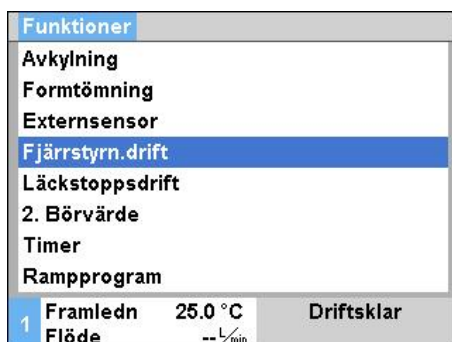 Funktioner
Avkylning
Formtömning
Externsensor
Fjärrstyrn.drift
Läckstoppsdrift
2. Börvärde
Timer
Rampprogram
1 Framledn 25.0 °C Driftsklar
Flöde -- L/min